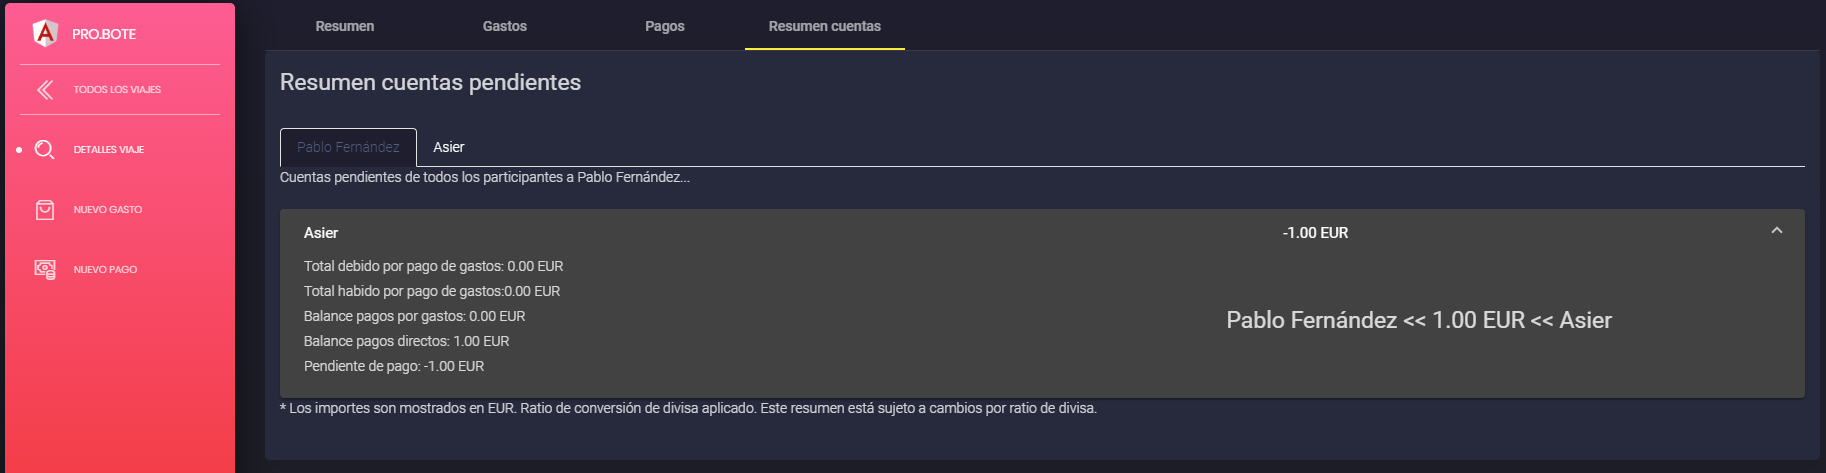 PRO.BOTE
TODOS LOS VIAJES
DETALLES VIAJE
NUEVO GASTO
NUEVO PAGO
Resumen Gastos Pagos Resumen cuentas
Resumen cuentas pendientes
Pablo Fernández Asier
Cuentas pendientes de todos los participantes a Pablo Fernández...
Asier -1.00 EUR
Total debido por pago de gastos: 0.00 EUR
Total habido por pago de gastos:0.00 EUR
Balance pagos por gastos: 0.00 EUR
Balance pagos directos: 1.00 EUR
Pendiente de pago: -1.00 EUR
Pablo Fernández << 1.00 EUR << Asier
* Los importes son mostrados en EUR. Ratio de conversión de divisa aplicado. Este resumen está sujeto a cambios por ratio de divisa.